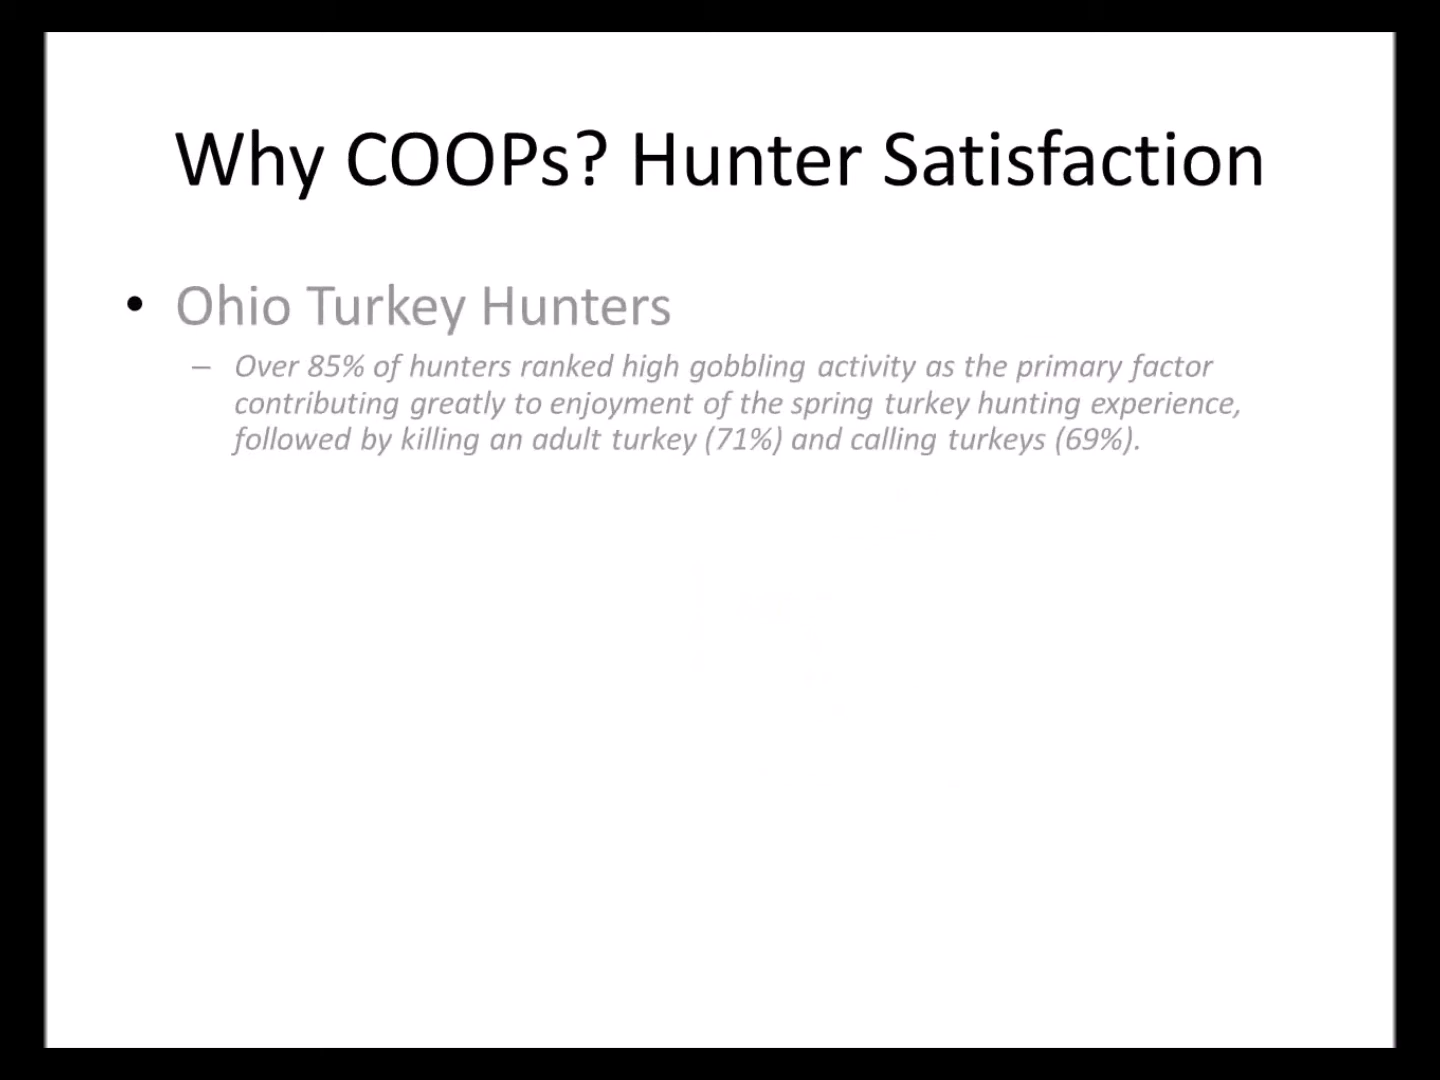 Why COOPs? Hunter Satisfaction
• Ohio Turkey Hunters
– Over 85% of hunters ranked high gobbling activity as the primary factor
contributing greatly to enjoyment of the spring turkey hunting experience,
followed by killing an adult turkey (71%) and calling turkeys (69%).